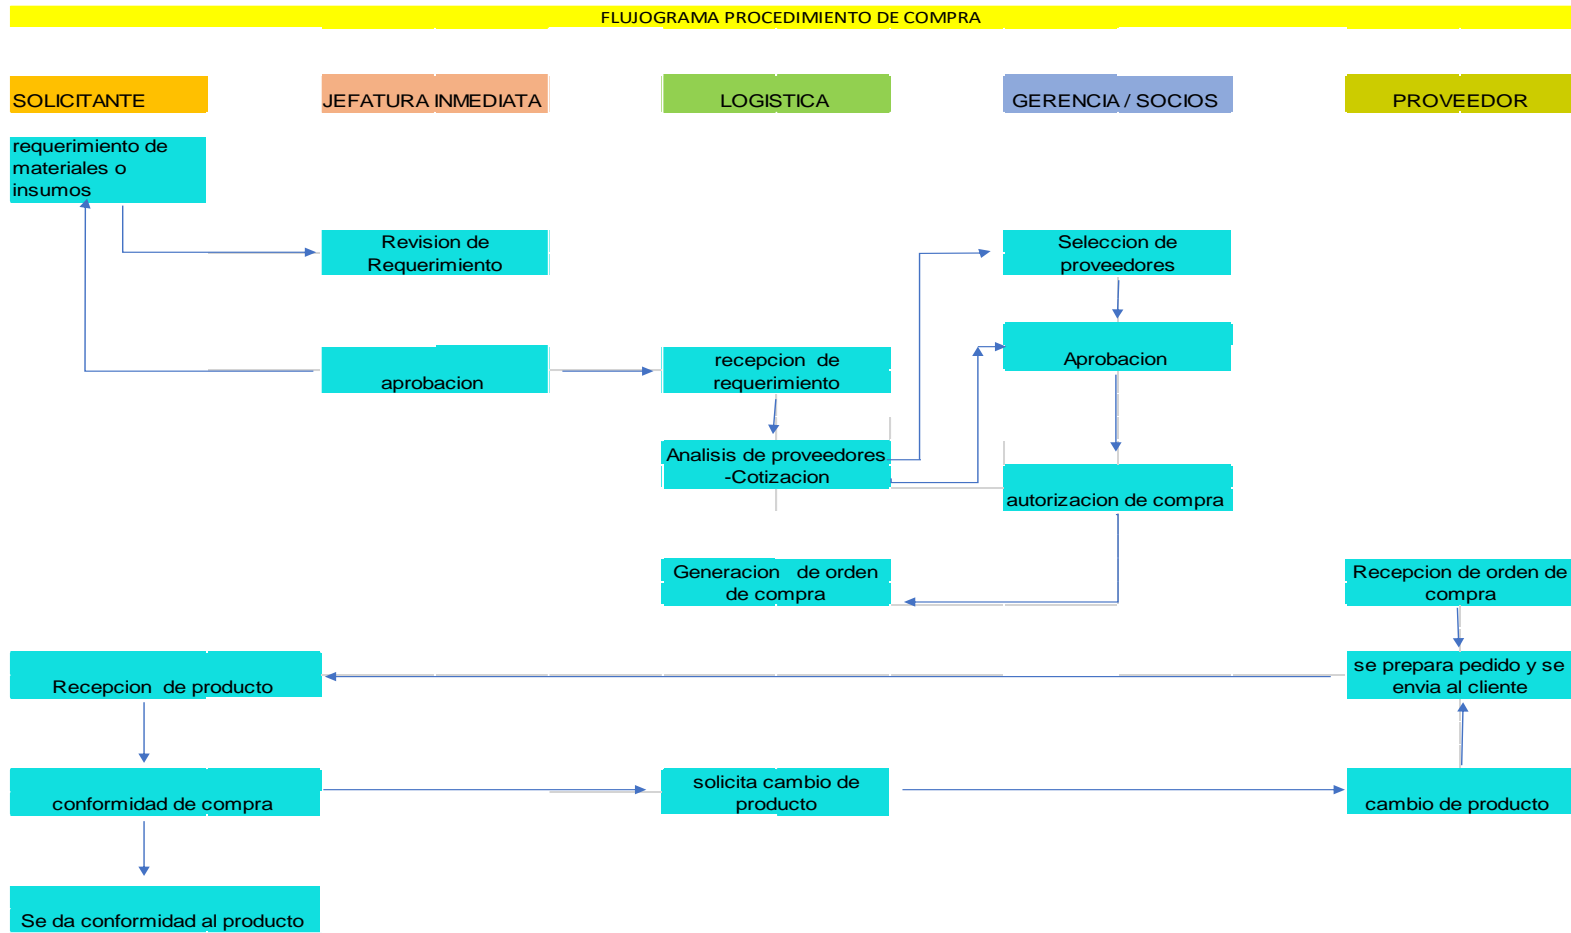 FLUJOGRAMA PROCEDIMIENTO DE COMPRA
SOLICITANTE
JEFATURA INMEDIATA
LOGISTICA
GERENCIA / SOCIOS
PROVEEDOR
requerimiento de
materiales o
insumos
Revision de
Requerimiento
Seleccion de
proveedores
aprobacion
recepcion de
requerimiento
Aprobacion
Analisis de proveedores
-Cotizacion
autorizacion de compra
Generacion de orden
de compra
Recepcion de orden de
compra
Recepcion de producto
se prepara pedido y se
envia al cliente
conformidad de compra
solicita cambio de
producto
cambio de producto
Se da conformidad al producto